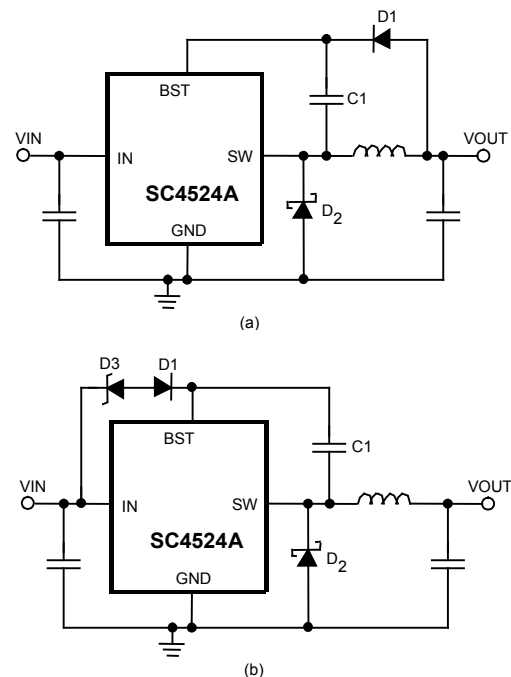 D1
BST
C1
VIN
IN
SW
VOUT
SC4524A
D2
GND
(a)
D3
D1
BST
C1
VIN
IN
SW
VOUT
SC4524A
D2
GND
(b)